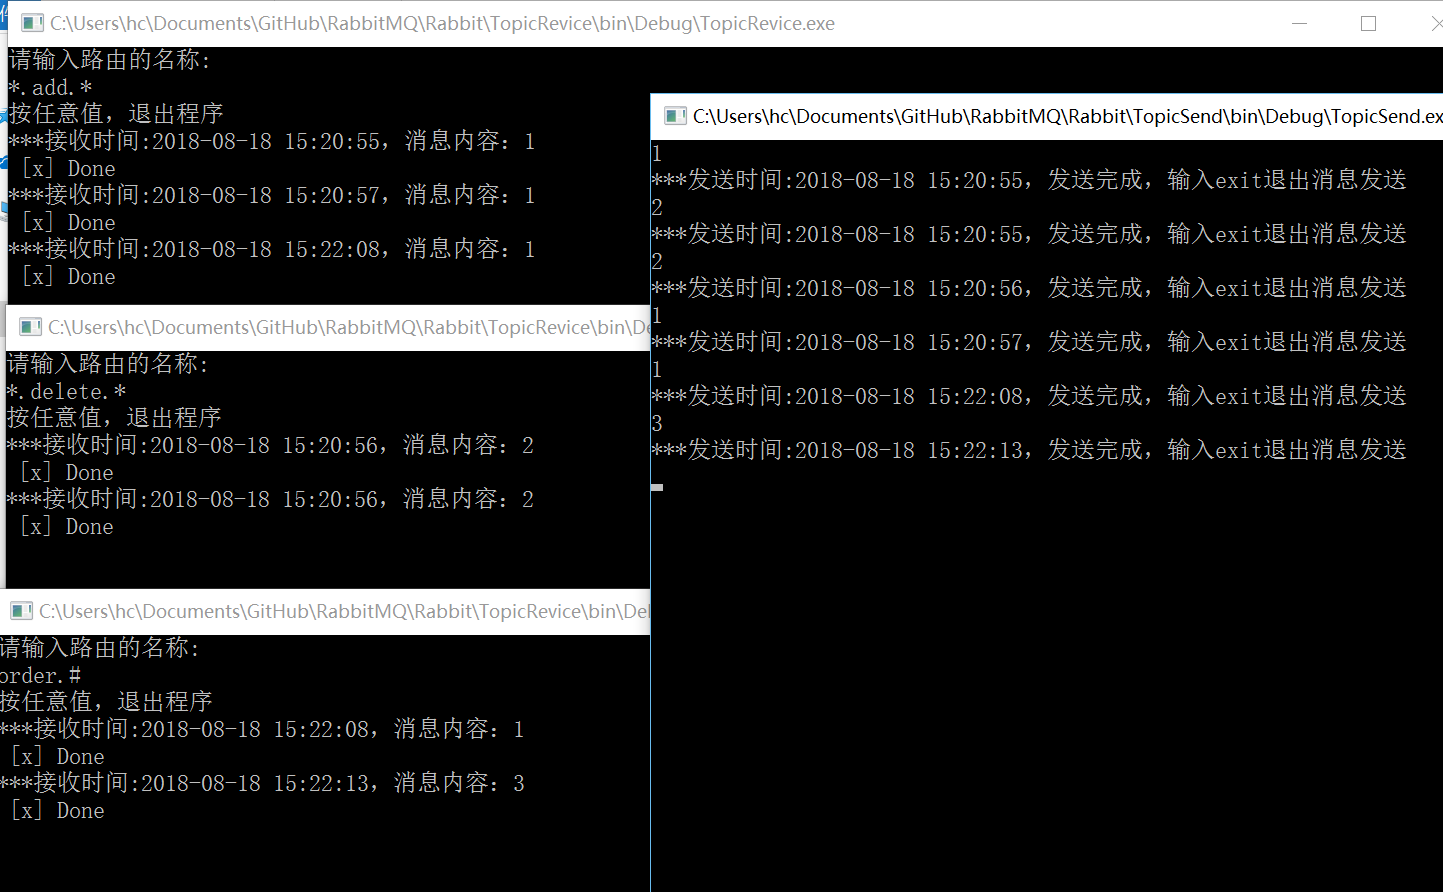 C:\Users\hc\Documents\GitHub\RabbitMQ\Rabbit\TopicRevice\bin\Debug\TopicRevice.exe
请输入路由的名称:
*.add.*
按任意值，退出程序
***接收时间:2018-08-18 15:20:55，消息内容：1
[x] Done
***接收时间:2018-08-18 15:20:57，消息内容：1
[x] Done
***接收时间:2018-08-18 15:22:08，消息内容：1
[x] Done
C:\Users\hc\Documents\GitHub\RabbitMQ\Rabbit\TopicRevice\bin\De
请输入路由的名称:
*.delete.*
按任意值，退出程序
***接收时间:2018-08-18 15:20:56，消息内容：2
[x] Done
***接收时间:2018-08-18 15:20:56，消息内容：2
[x] Done
C:\Users\hc\Documents\GitHub\RabbitMQ\Rabbit\TopicRevice\bin\Del
请输入路由的名称:
order.#
按任意值，退出程序
***接收时间:2018-08-18 15:22:08，消息内容：1
[x] Done
***接收时间:2018-08-18 15:22:13，消息内容：3
[x] Done
C:\Users\hc\Documents\GitHub\RabbitMQ\Rabbit\TopicSend\bin\Debug\TopicSend.ex
1
***发送时间:2018-08-18 15:20:55，发送完成，输入exit退出消息发送
2
***发送时间:2018-08-18 15:20:55，发送完成，输入exit退出消息发送
2
***发送时间:2018-08-18 15:20:56，发送完成，输入exit退出消息发送
1
***发送时间:2018-08-18 15:20:57，发送完成，输入exit退出消息发送
1
***发送时间:2018-08-18 15:22:08，发送完成，输入exit退出消息发送
3
***发送时间:2018-08-18 15:22:13，发送完成，输入exit退出消息发送